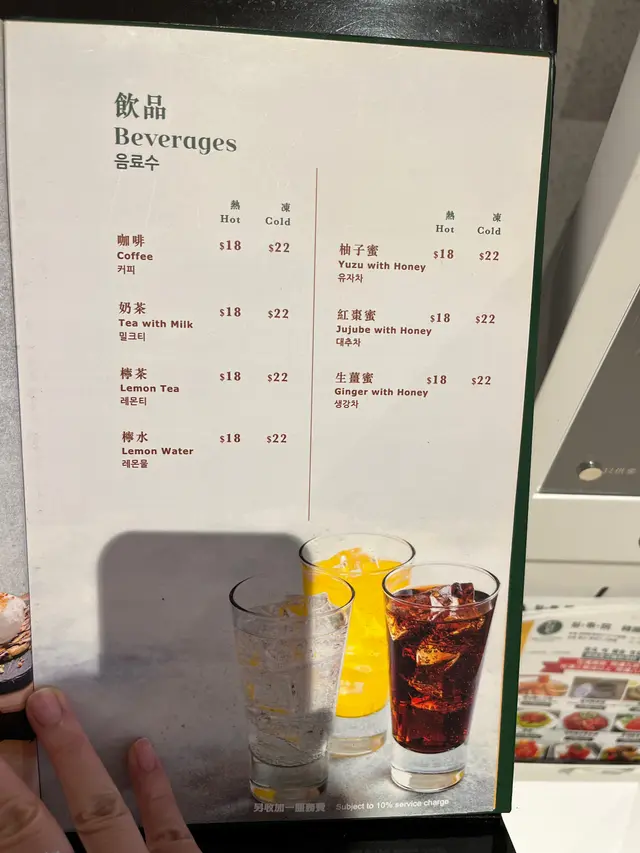 飲品
Beverages
음료수
熱 凍
Hot Cold
咖啡 $18 $22
Coffee
커피
奶茶 $18 $22
Tea with Milk
밀크티
檸茶 $18 $22
Lemon Tea
레몬티
檸水 $18 $22
Lemon Water
레몬물
熱 凍
Hot Cold
柚子蜜 $18 $22
Yuzu with Honey
유자차
紅棗蜜 $18 $22
Jujube with Honey
대추차
生薑蜜 $18 $22
Ginger with Honey
생강차
另收加一服務費 Subject to 10% service charge